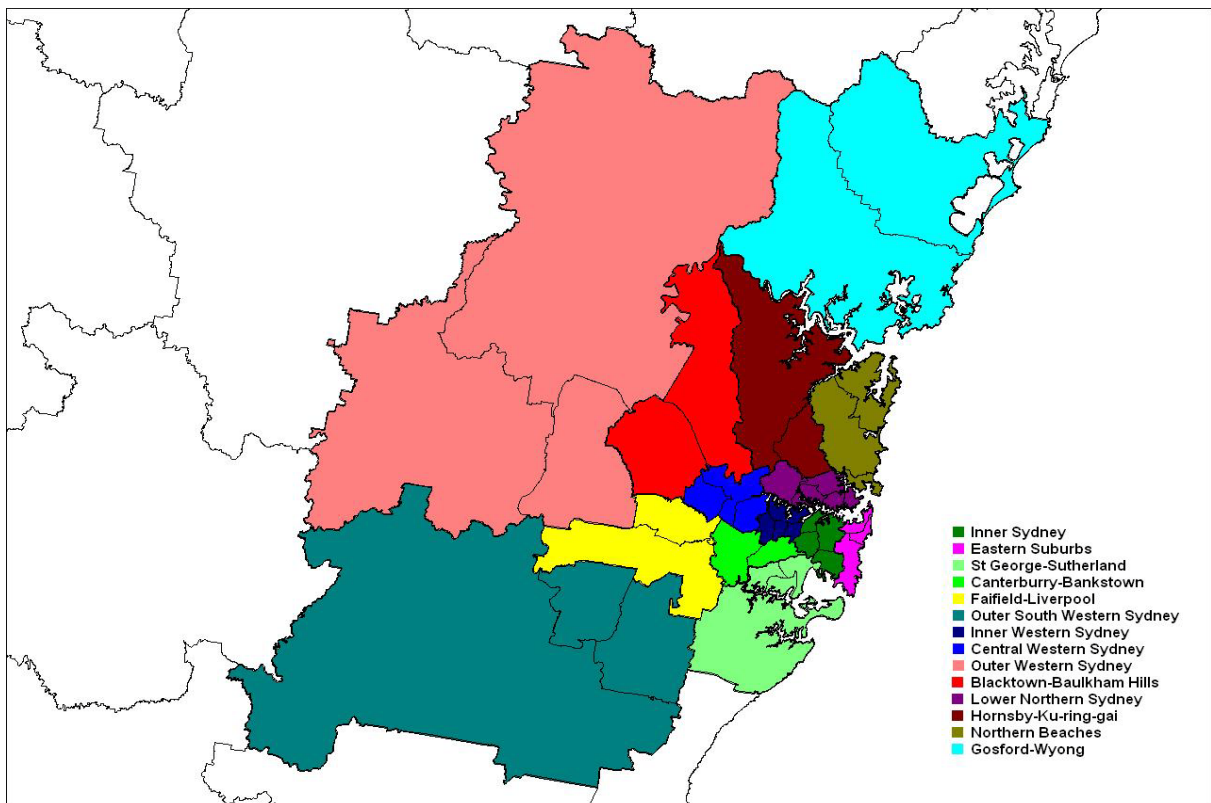 Inner Sydney
Eastern Suburbs
St George-Sutherland
Canterburry-Bankstown
Faifield-Liverpool
Outer South Western Sydney
Inner Western Sydney
Central Western Sydney
Outer Western Sydney
Blacktown-Baulkham Hills
Lower Northern Sydney
Hornsby-Ku-ring-gai
Northern Beaches
Gosford-Wyong